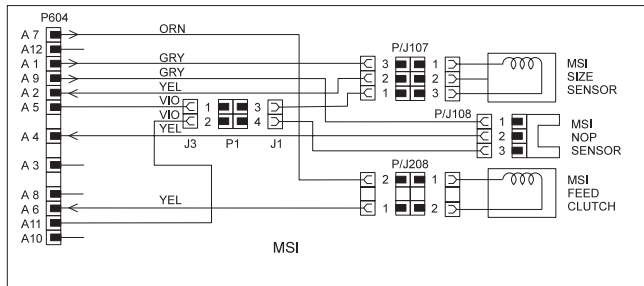 P604
A 7
ORN
A12
P/J107
A 1
GRY
3
1
MSI
A 9
GRY
2
2
SIZE
A 2
YEL
1
3
SENSOR
A 5
VIO
1
3
VIO
2
4
P/J108
A 4
YEL
J3
P1
J1
1
MSI
2
NOP
3
SENSOR
A 3
P/J208
2
1
MSI
A 8
FEED
A 6
YEL
1
2
CLUTCH
A11
A10
MSI